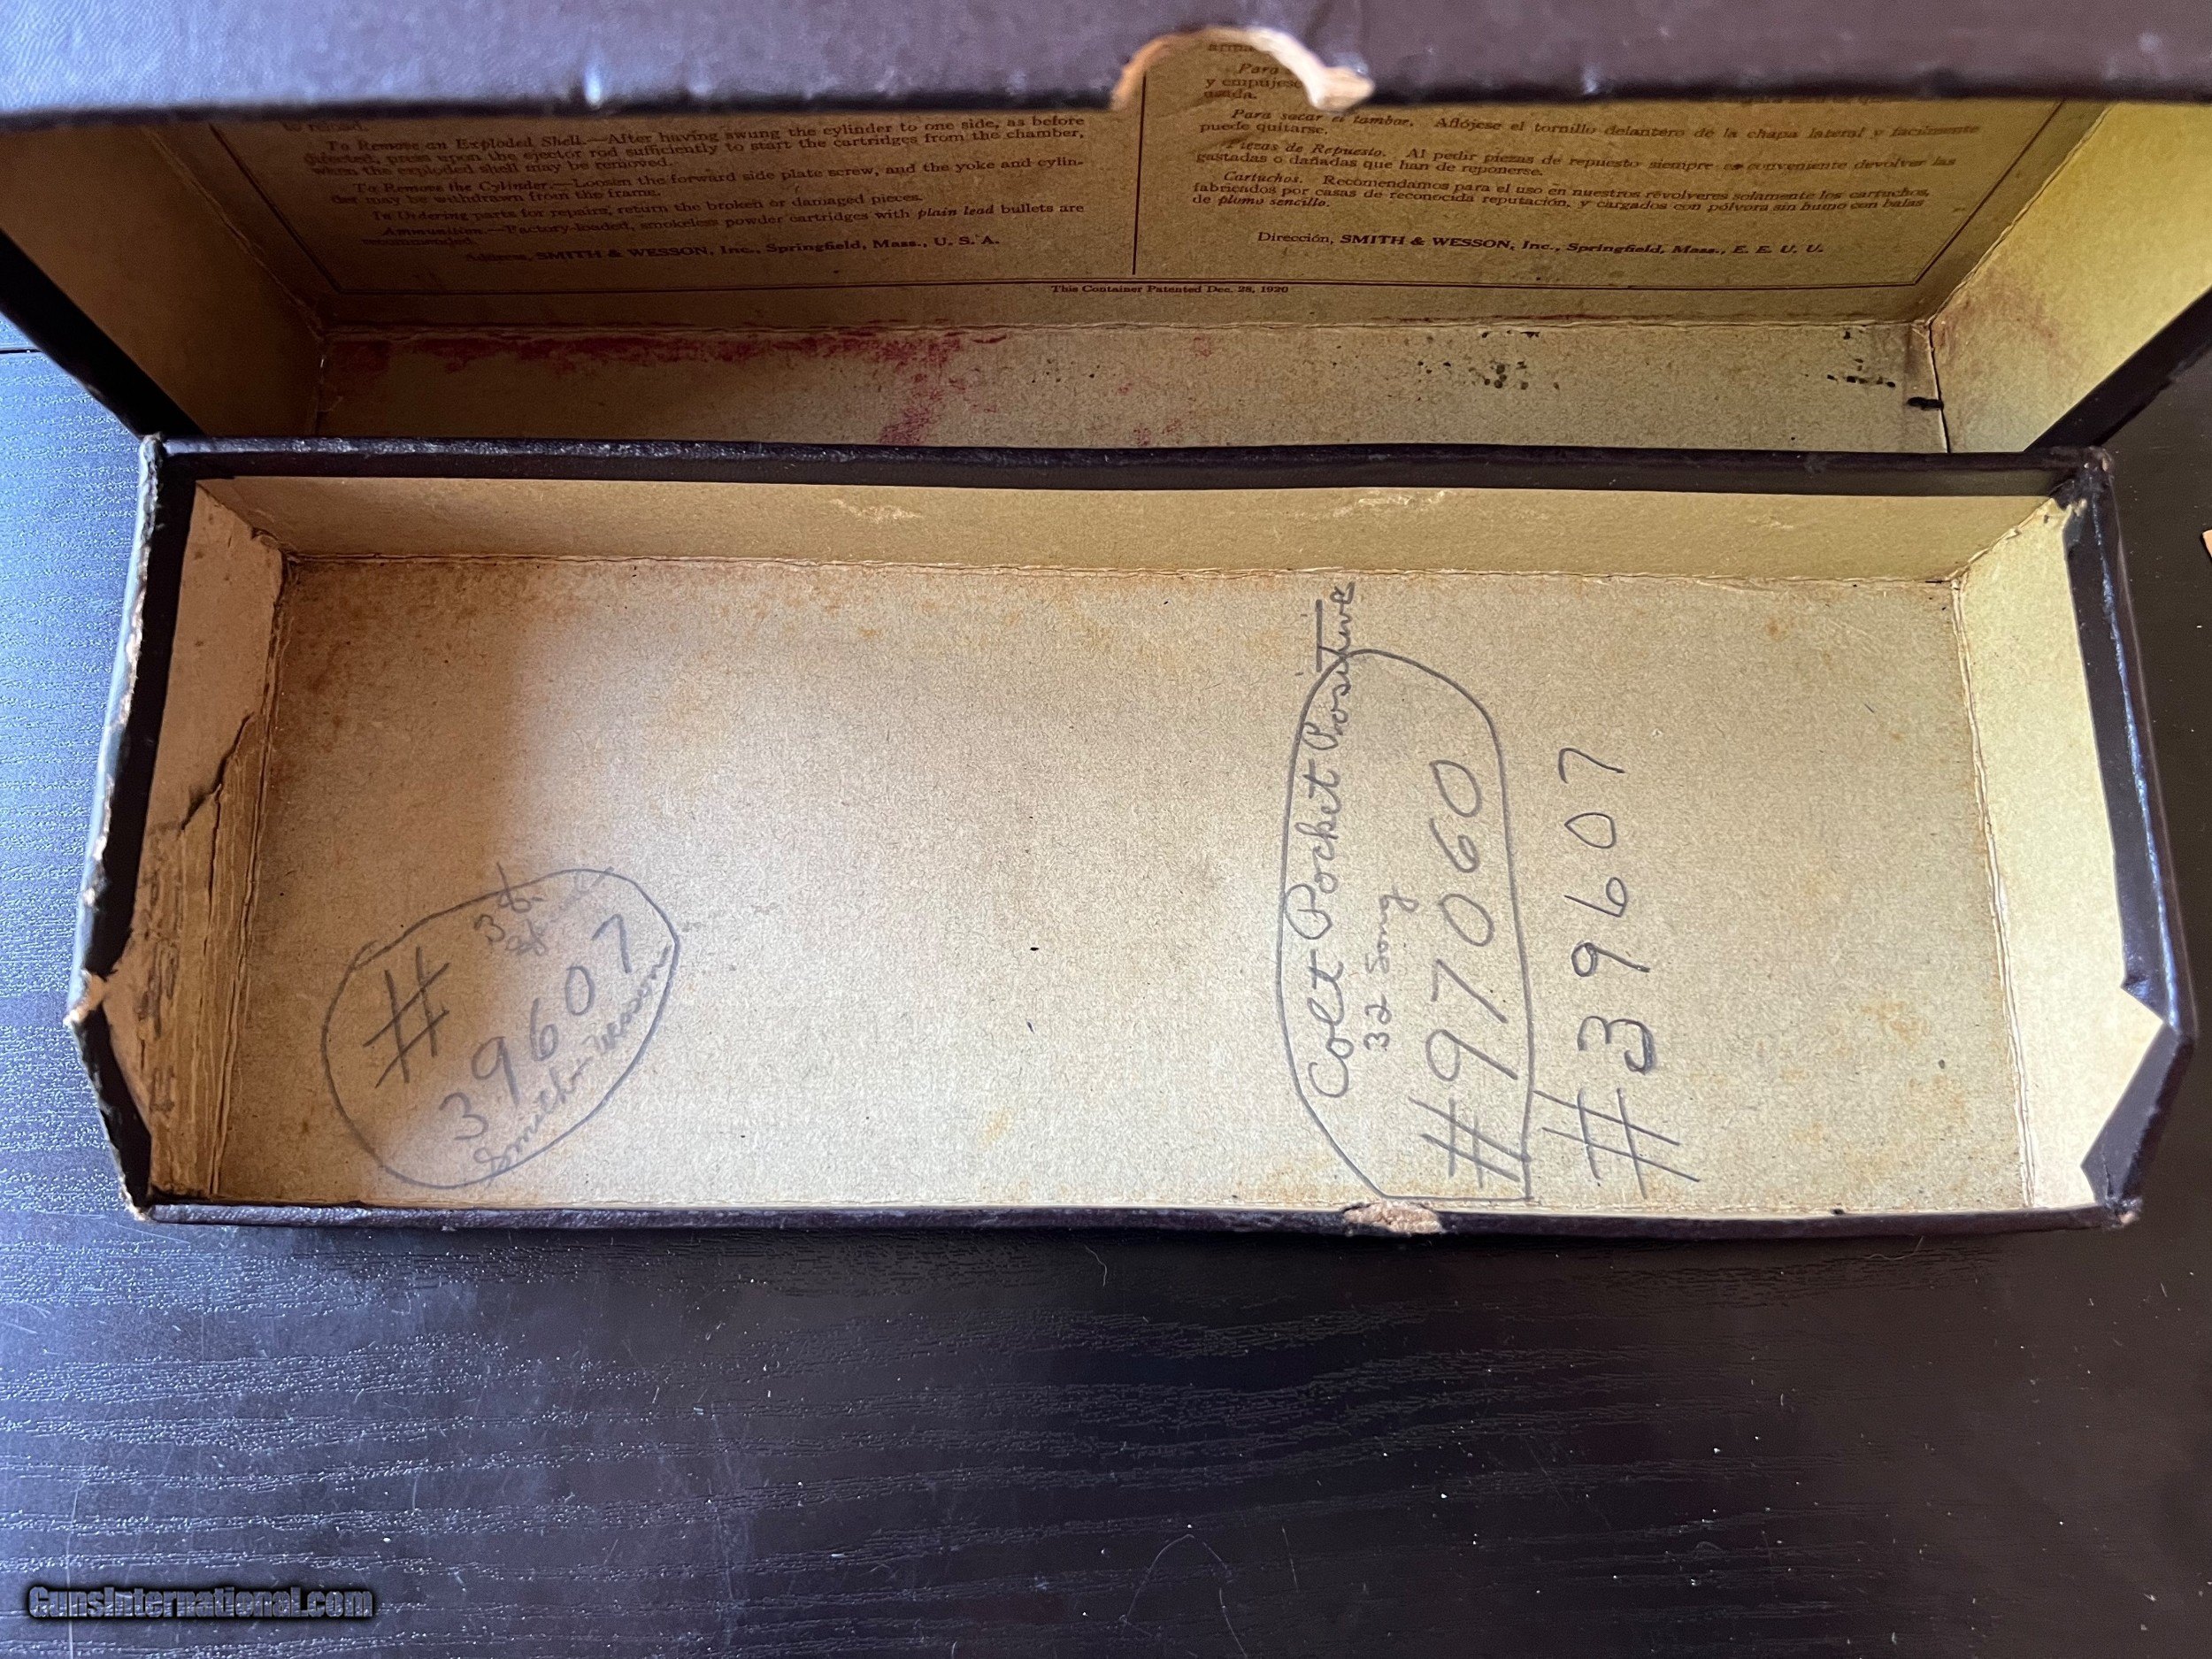 to reload.
To Remove an Exploded Shell.—After having swung the cylinder to one side, as before
directed, press upon the ejector rod sufficiently to start the cartridges from the chamber,
when the exploded shell may be removed.
To Remove the Cylinder.—Loosen the forward side plate screw, and the yoke and cylin-
der may be withdrawn from the frame.
In Ordering parts for repairs, return the broken or damaged pieces.
Ammunition.—Factory-loaded, smokeless powder cartridges with plain lead bullets are
recommended.
Address, SMITH & WESSON, Inc., Springfield, Mass., U. S. A.
Para
y empujese
usada.
Para sacar el tambor. Aflójese el tornillo delantero de la chapa lateral y facilmente
puede quitarse.
Piezas de Repuesto. Al pedir piezas de repuesto siempre es conveniente devolver las
gastadas o dañadas que han de reponerse.
Cartuchos. Recomendamos para el uso en nuestros révolveres solamente los cartuchos,
fabricados por casas de reconocida reputación, y cargados con pólvora sin humo con balas
de plomo sencillo.
Dirección, SMITH & WESSON, Inc., Springfield, Mass., E. E. U. U.
This Container Patented Dec. 28, 1920
#
39607
Smith & Wesson
Colt Pocket Positive
32 Long
#97060
#39607
GunsInternational.com